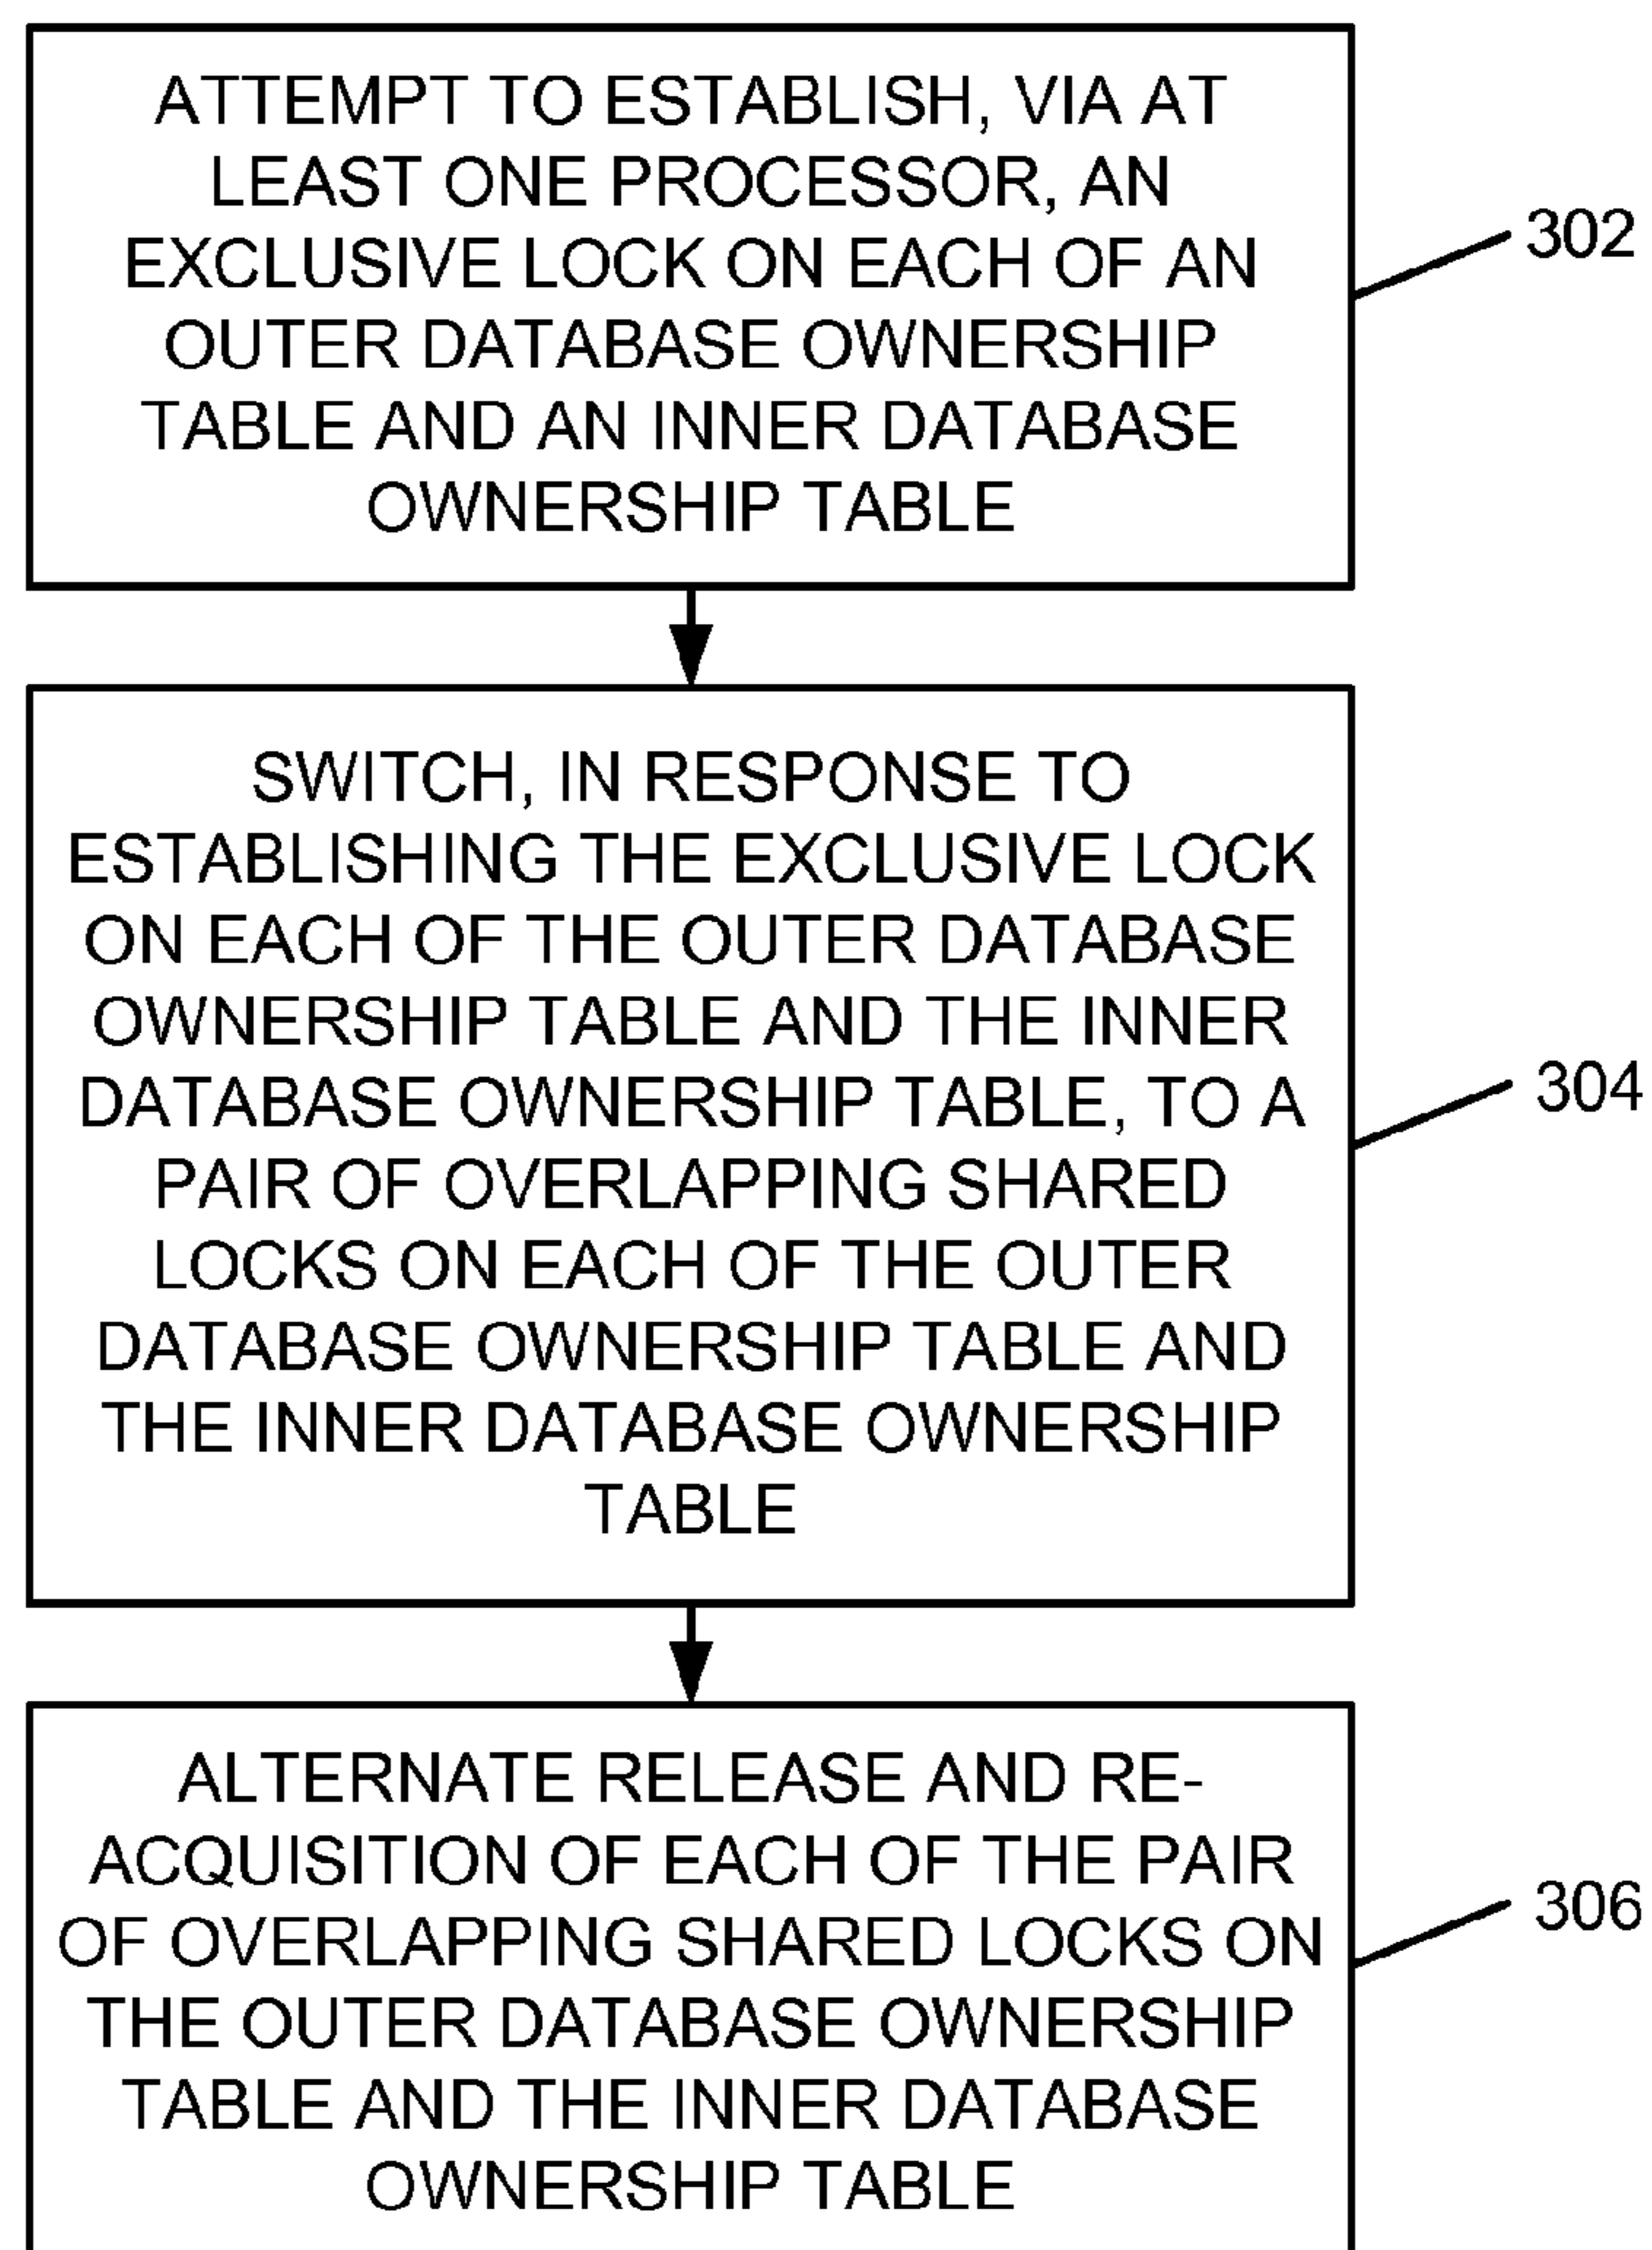 ATTEMPT TO ESTABLISH, VIA AT
LEAST ONE PROCESSOR, AN
EXCLUSIVE LOCK ON EACH OF AN
OUTER DATABASE OWNERSHIP
TABLE AND AN INNER DATABASE
OWNERSHIP TABLE
302
SWITCH, IN RESPONSE TO
ESTABLISHING THE EXCLUSIVE LOCK
ON EACH OF THE OUTER DATABASE
OWNERSHIP TABLE AND THE INNER
DATABASE OWNERSHIP TABLE, TO A
PAIR OF OVERLAPPING SHARED
LOCKS ON EACH OF THE OUTER
DATABASE OWNERSHIP TABLE AND
THE INNER DATABASE OWNERSHIP
TABLE
304
ALTERNATE RELEASE AND RE-
ACQUISITION OF EACH OF THE PAIR
OF OVERLAPPING SHARED LOCKS ON
THE OUTER DATABASE OWNERSHIP
TABLE AND THE INNER DATABASE
OWNERSHIP TABLE
306